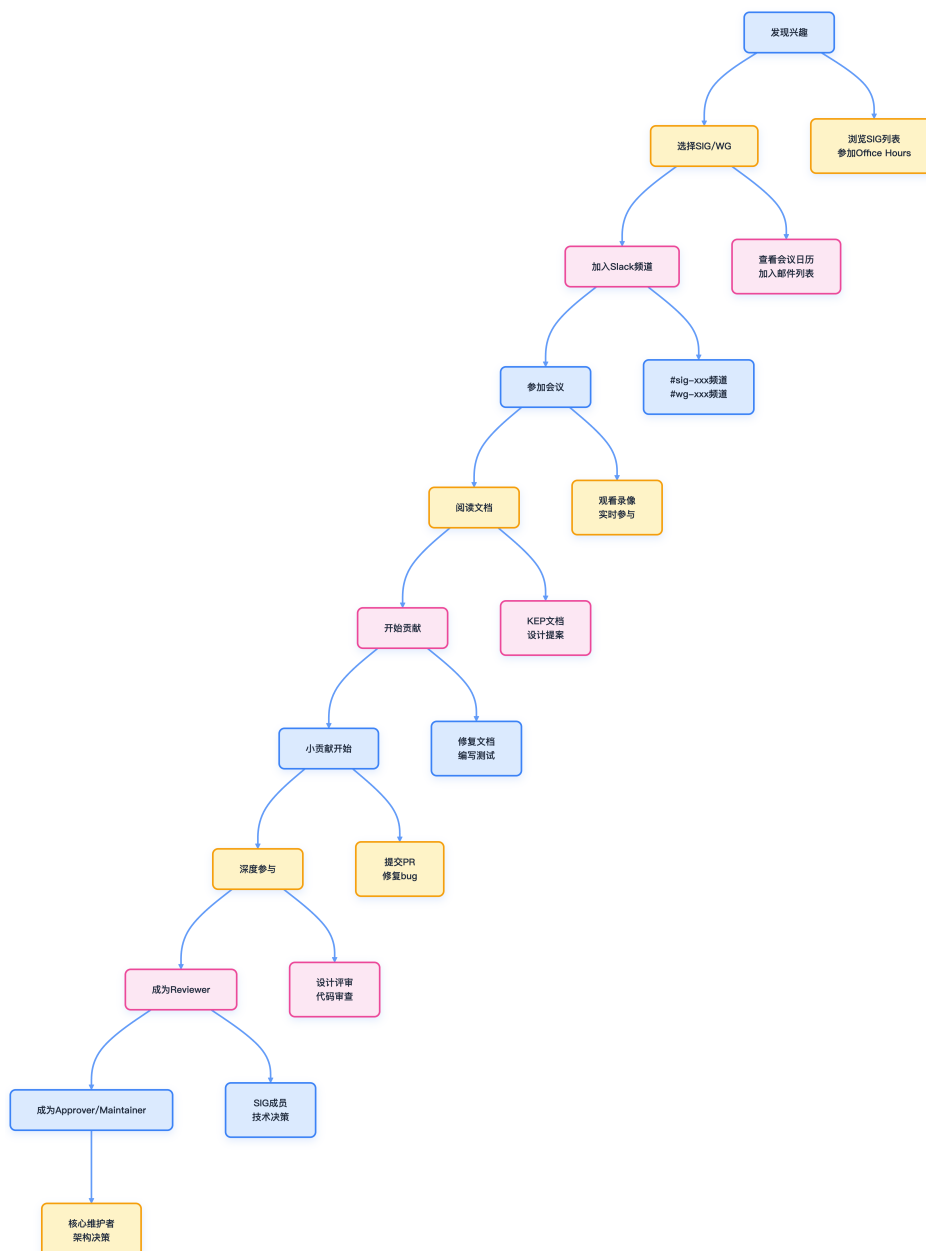 发现兴趣
选择SIG/WG
浏览SIG列表
参加Office Hours
加入Slack频道
查看会议日历
加入邮件列表
参加会议
#sig-xxx频道
#wg-xxx频道
阅读文档
观看录像
实时参与
开始贡献
KEP文档
设计提案
小贡献开始
修复文档
编写测试
深度参与
提交PR
修复bug
成为Reviewer
设计评审
代码审查
成为Approver/Maintainer
SIG成员
技术决策
核心维护者
架构决策